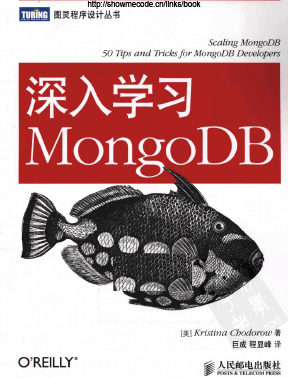 http://showmecode.cn/links/book
TURING 图灵程序设计丛书
Scaling MongoDB
50 Tips and Tricks for MongoDB Developers
深入学习
MongoDB
[美] Kristina Chodorow 著
巨成 程显峰 译
O'REILLY®
人民邮电出版社
POSTS & TELECOM PRESS